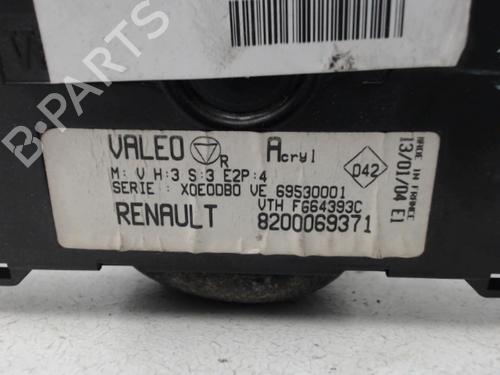 B-PARTS
VALEO R Acryl
D42
M: V H:3 S:3 E2P:4
SERIE : XOEODBO VE 69530001
VTH F664393C
RENAULT 8200069371
MADE IN FRANCE
13/01/04 E1